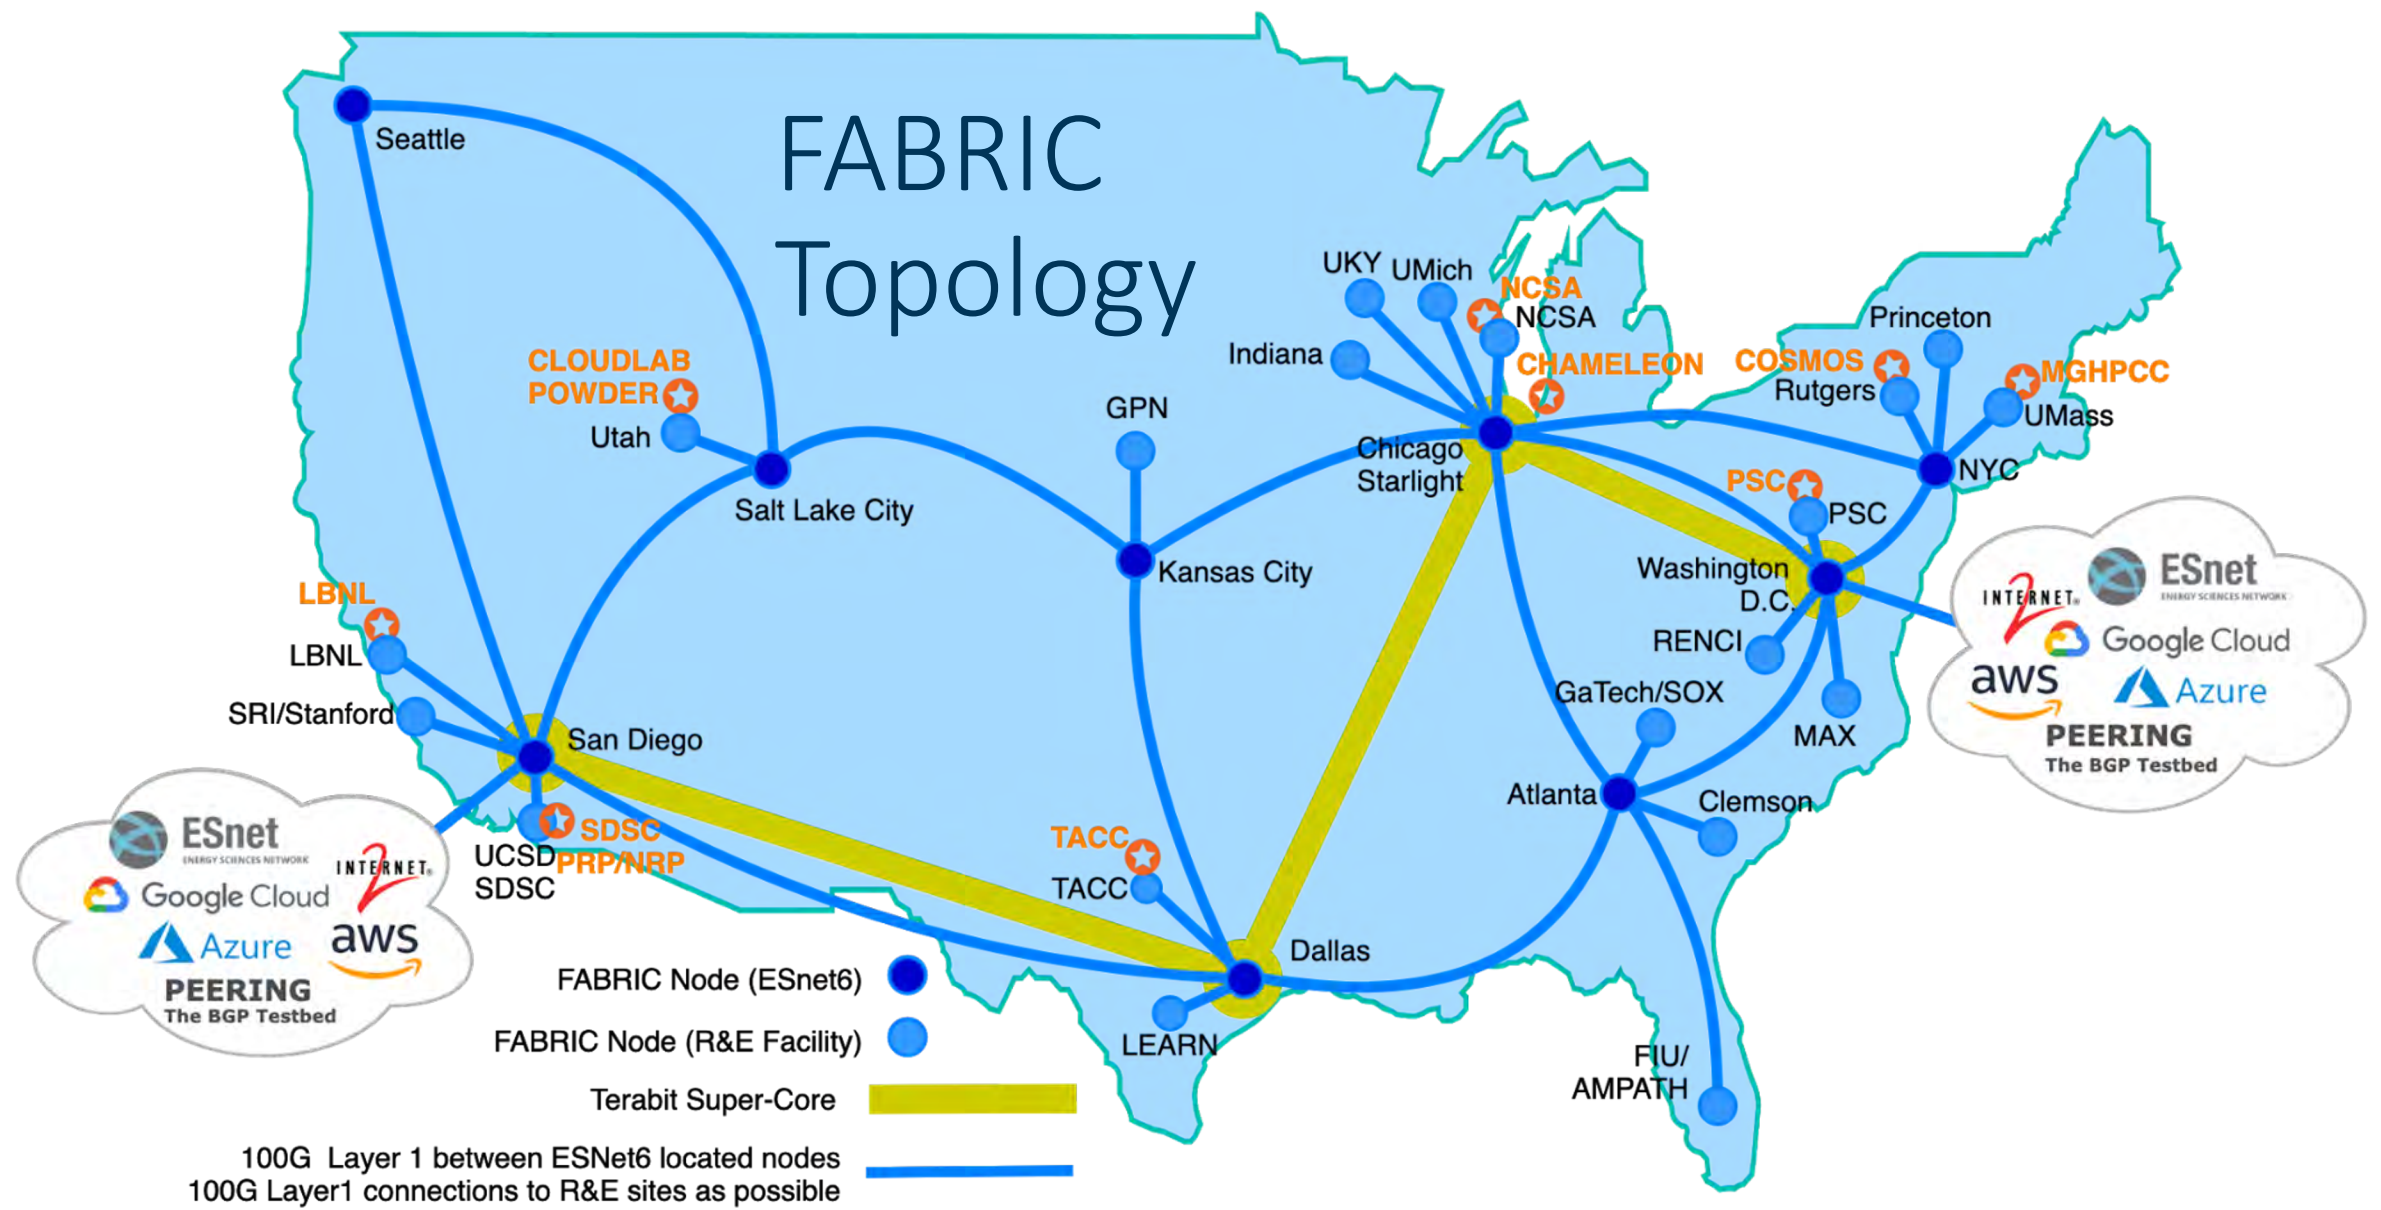 FABRIC
Topology
Seattle
CLOUDLAB
POWDER
Utah
Salt Lake City
GPN
Kansas City
UKY
UMich
NCSA
NCSA
Indiana
CHAMELEON
Chicago
Starlight
Princeton
COSMOS
Rutgers
MGHPCC
UMass
NYC
PSC
PSC
Washington
D.C.
RENCI
MAX
GaTech/SOX
Atlanta
Clemson
FIU/
AMPATH
LBNL
LBNL
SRI/Stanford
San Diego
SDSC
PRP/NRP
UCSD
SDSC
TACC
TACC
Dallas
LEARN
ESnet
ENERGY SCIENCES NETWORK
INTERNET®
2
Google Cloud
aws
Azure
PEERING
The BGP Testbed
ESnet
ENERGY SCIENCES NETWORK
INTERNET®
2
Google Cloud
Azure
aws
PEERING
The BGP Testbed
FABRIC Node (ESnet6)
FABRIC Node (R&E Facility)
Terabit Super-Core
100G Layer 1 between ESNet6 located nodes
100G Layer1 connections to R&E sites as possible